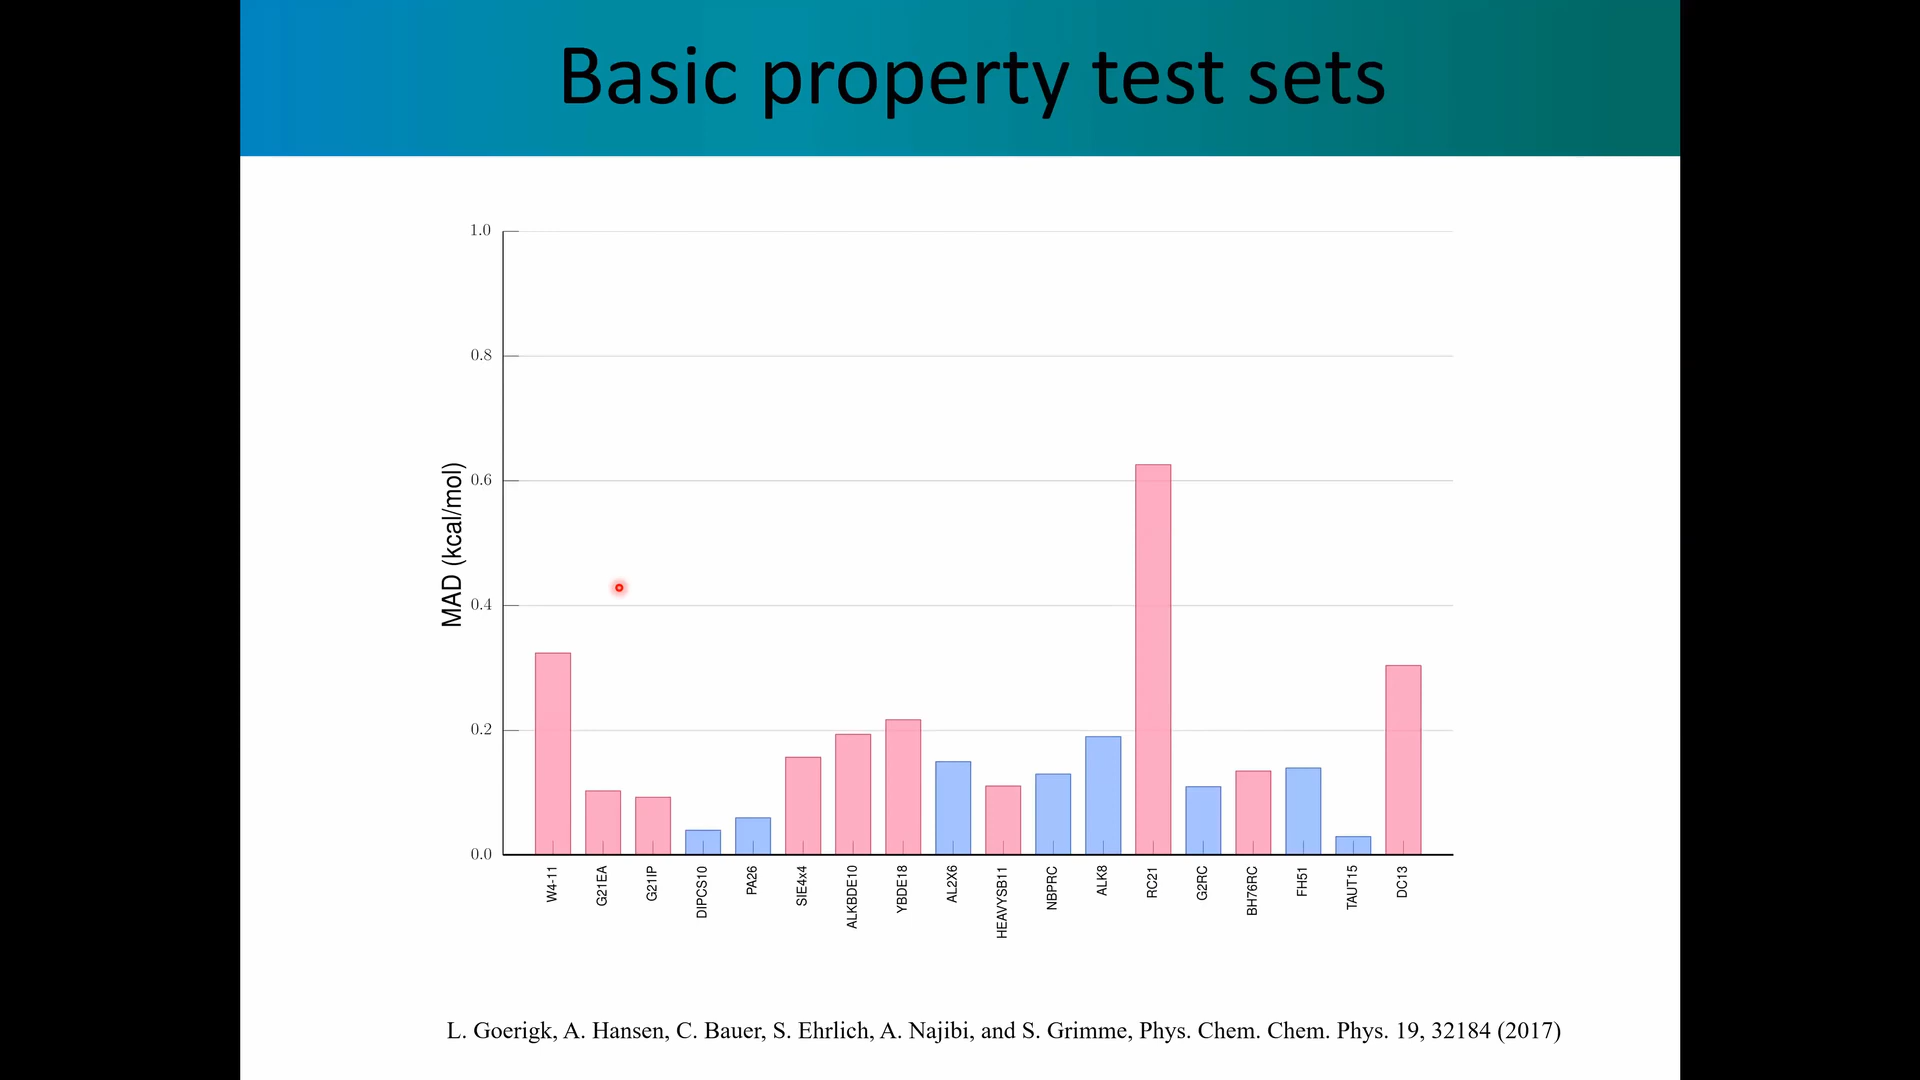 Basic property test sets
1.0
0.8
0.6
0.4
0.2
0.0
MAD (kcal/mol)
W4-11
G21EA
G21IP
DIPCS10
PA26
SIE4x4
ALKBDE10
YBDE18
AL2X6
HEAVYSB11
NBPRC
ALK8
RC21
G2RC
BH76RC
FH51
TAUT15
DC13
L. Goerigk, A. Hansen, C. Bauer, S. Ehrlich, A. Najibi, and S. Grimme, Phys. Chem. Chem. Phys. 19, 32184 (2017)